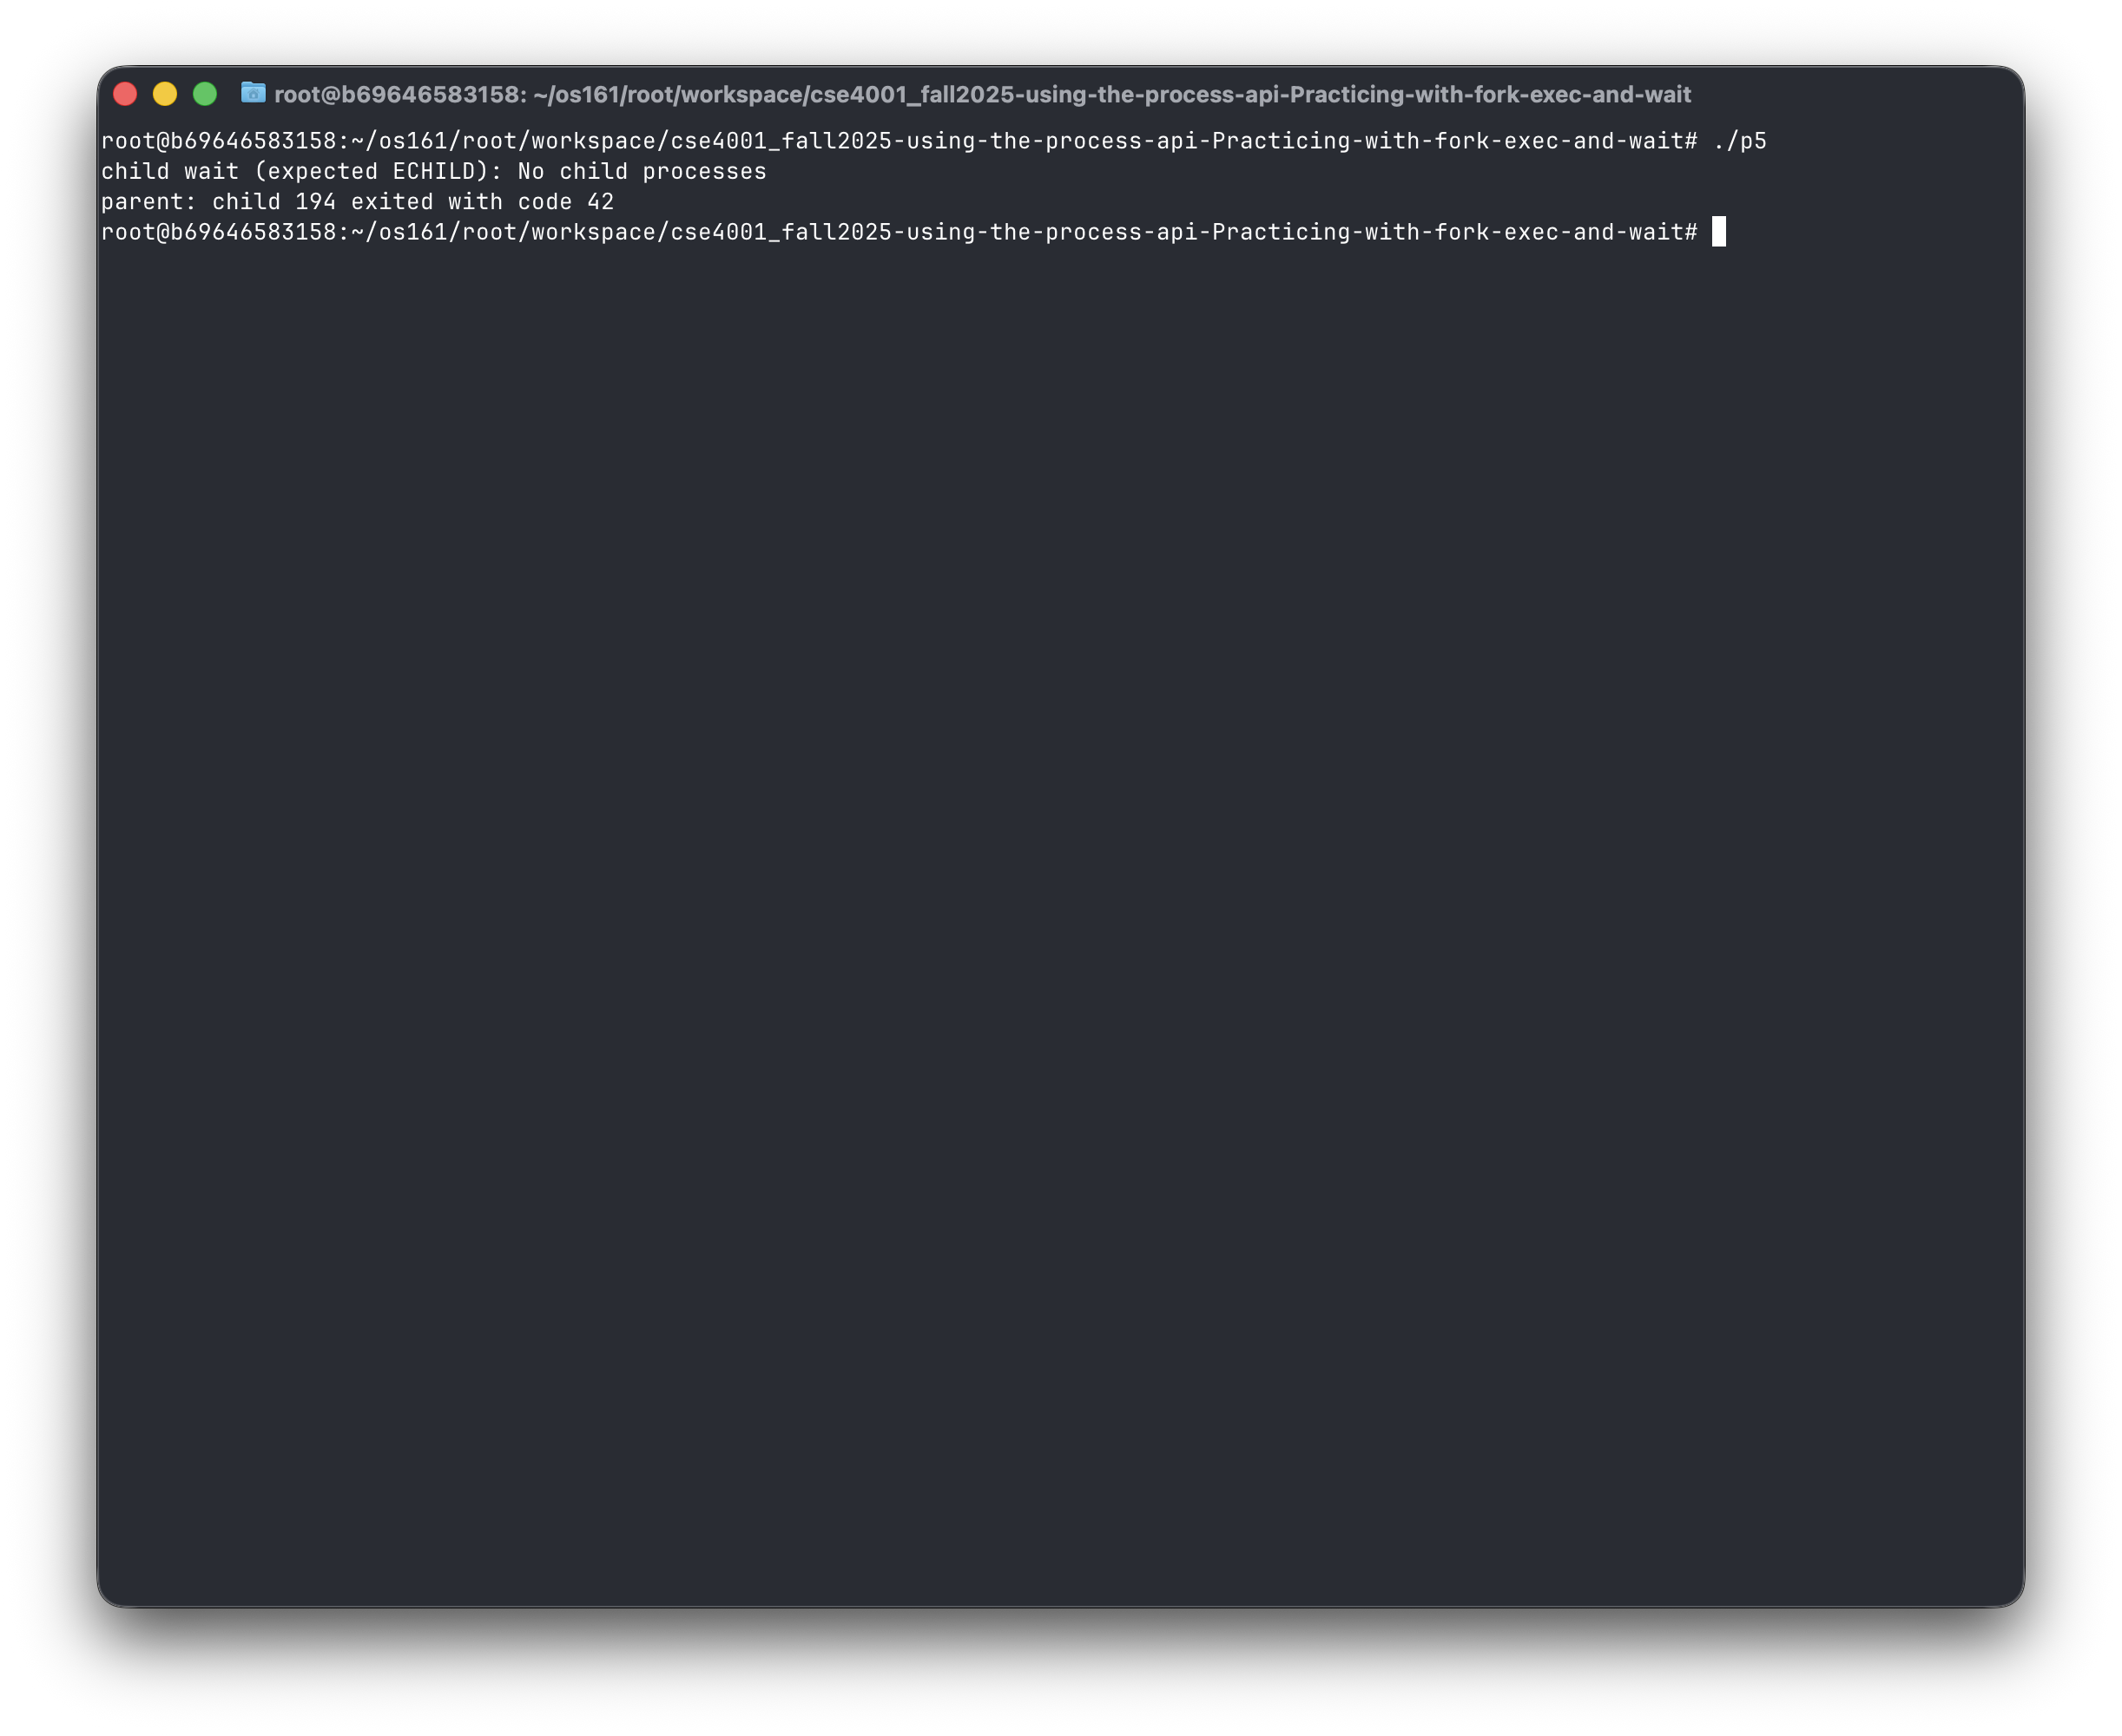 root@b69646583158: ~/os161/root/workspace/cse4001_fall2025-using-the-process-api-Practicing-with-fork-exec-and-wait
root@b69646583158:~/os161/root/workspace/cse4001_fall2025-using-the-process-api-Practicing-with-fork-exec-and-wait# ./p5
child wait (expected ECHILD): No child processes
parent: child 194 exited with code 42
root@b69646583158:~/os161/root/workspace/cse4001_fall2025-using-the-process-api-Practicing-with-fork-exec-and-wait#